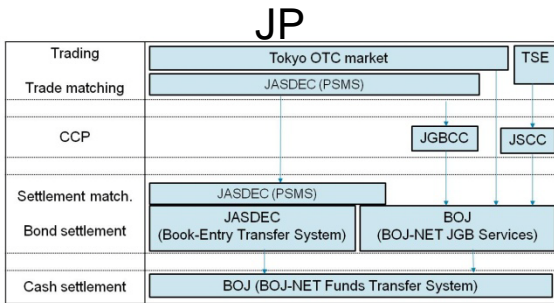 JP
Trading
Tokyo OTC market
TSE
Trade matching
JASDEC (PSMS)
CCP
JGBCC
JSCC
Settlement match.
JASDEC (PSMS)
Bond settlement
JASDEC
(Book-Entry Transfer System)
BOJ
(BOJ-NET JGB Services)
Cash settlement
BOJ (BOJ-NET Funds Transfer System)